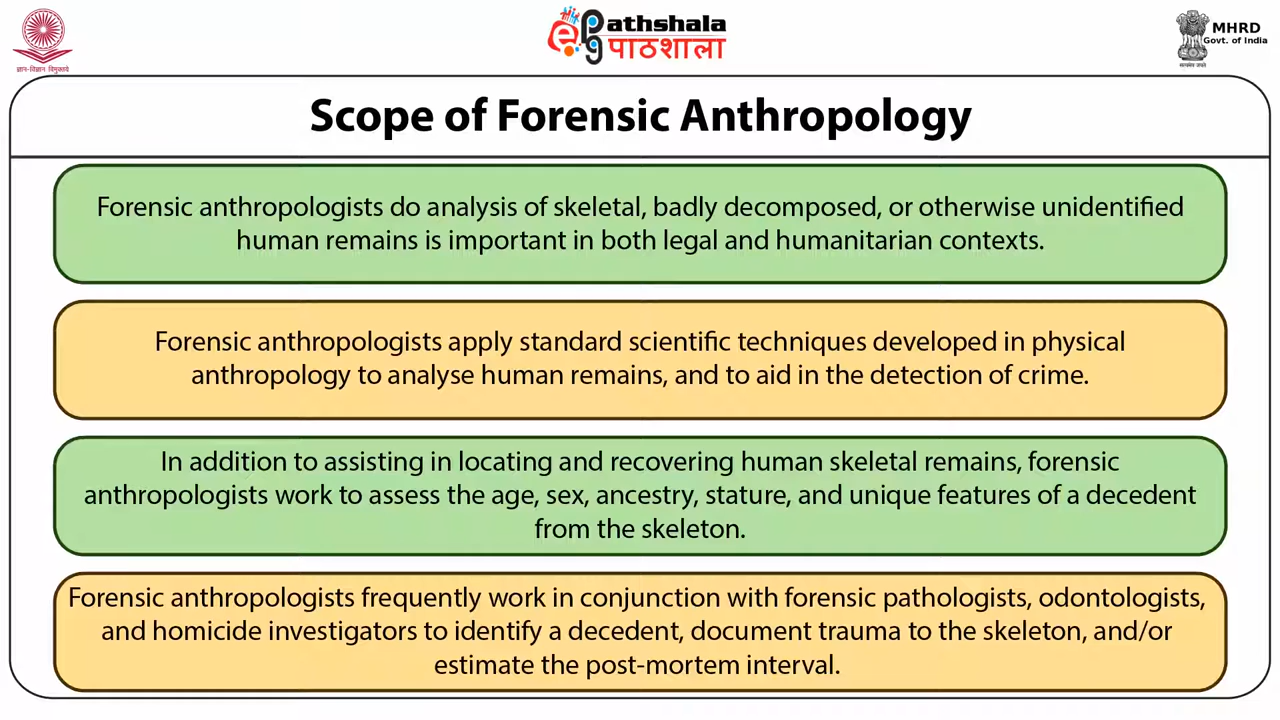 ज्ञान-विज्ञान विमुक्तये
ePG Pathshala
पाठशाला
MHRD
Govt. of India
सत्यमेव जयते
Scope of Forensic Anthropology
Forensic anthropologists do analysis of skeletal, badly decomposed, or otherwise unidentified
human remains is important in both legal and humanitarian contexts.
Forensic anthropologists apply standard scientific techniques developed in physical
anthropology to analyse human remains, and to aid in the detection of crime.
In addition to assisting in locating and recovering human skeletal remains, forensic
anthropologists work to assess the age, sex, ancestry, stature, and unique features of a decedent
from the skeleton.
Forensic anthropologists frequently work in conjunction with forensic pathologists, odontologists,
and homicide investigators to identify a decedent, document trauma to the skeleton, and/or
estimate the post-mortem interval.